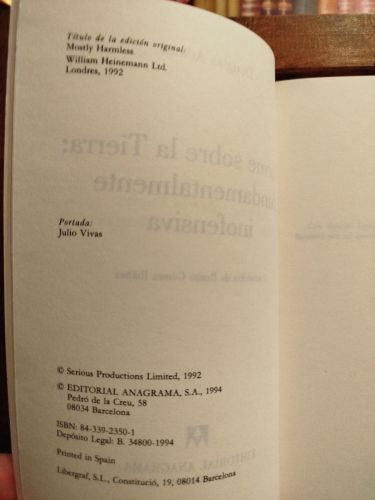 Título de la edición original:
Mostly Harmless
William Heinemann Ltd.
Londres, 1992
Portada:
Julio Vivas
© Serious Productions Limited, 1992
© EDITORIAL ANAGRAMA, S.A., 1994
Pedró de la Creu, 58
08034 Barcelona
ISBN: 84-339-2350-1
Depósito Legal: B. 34800-1994
Printed in Spain
Libergraf, S.L., Constitució, 19, 08014 Barcelona